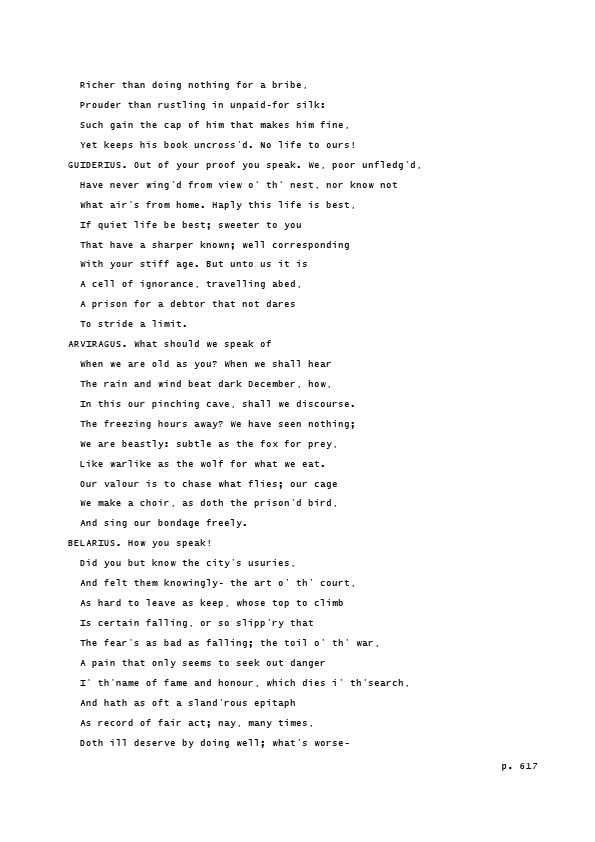 Richer than doing nothing for a bribe,
Prouder than rustling in unpaid-for silk:
Such gain the cap of him that makes him fine,
Yet keeps his book uncross'd. No life to ours!
GUIDERIUS. Out of your proof you speak. We, poor unfledg'd,
Have never wing'd from view o' th' nest, nor know not
What air's from home. Haply this life is best,
If quiet life be best; sweeter to you
That have a sharper known; well corresponding
With your stiff age. But unto us it is
A cell of ignorance, travelling abed,
A prison for a debtor that not dares
To stride a limit.
ARVIRAGUS. What should we speak of
When we are old as you? When we shall hear
The rain and wind beat dark December, how,
In this our pinching cave, shall we discourse.
The freezing hours away? We have seen nothing;
We are beastly: subtle as the fox for prey,
Like warlike as the wolf for what we eat.
Our valour is to chase what flies; our cage
We make a choir, as doth the prison'd bird,
And sing our bondage freely.
BELARIUS. How you speak!
Did you but know the city's usuries,
And felt them knowingly- the art o' th' court,
As hard to leave as keep, whose top to climb
Is certain falling, or so slipp'ry that
The fear's as bad as falling; the toil o' th' war,
A pain that only seems to seek out danger
I' th'name of fame and honour, which dies i' th'search,
And hath as oft a sland'rous epitaph
As record of fair act; nay, many times,
Doth ill deserve by doing well; what's worse-
p. 617